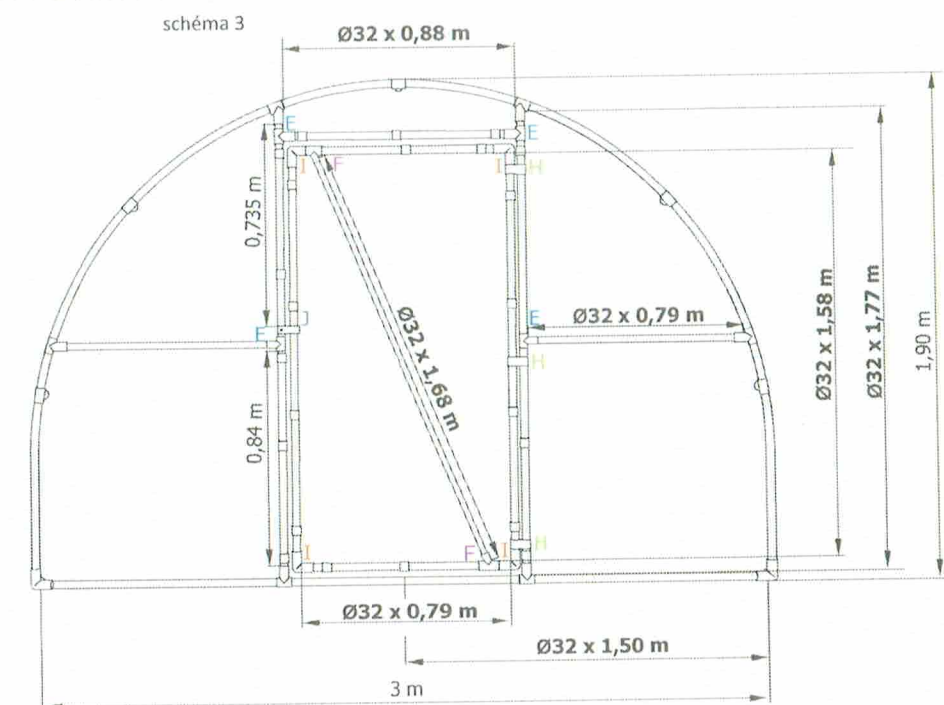 schéma 3
Ø32 x 0,88 m
E
E
I
F
I
H
0,735 m
Ø32 x 1,68 m
E
J
E
Ø32 x 0,79 m
H
0,84 m
Ø32 x 1,58 m
Ø32 x 1,77 m
1,90 m
I
F
I
H
Ø32 x 0,79 m
Ø32 x 1,50 m
3 m